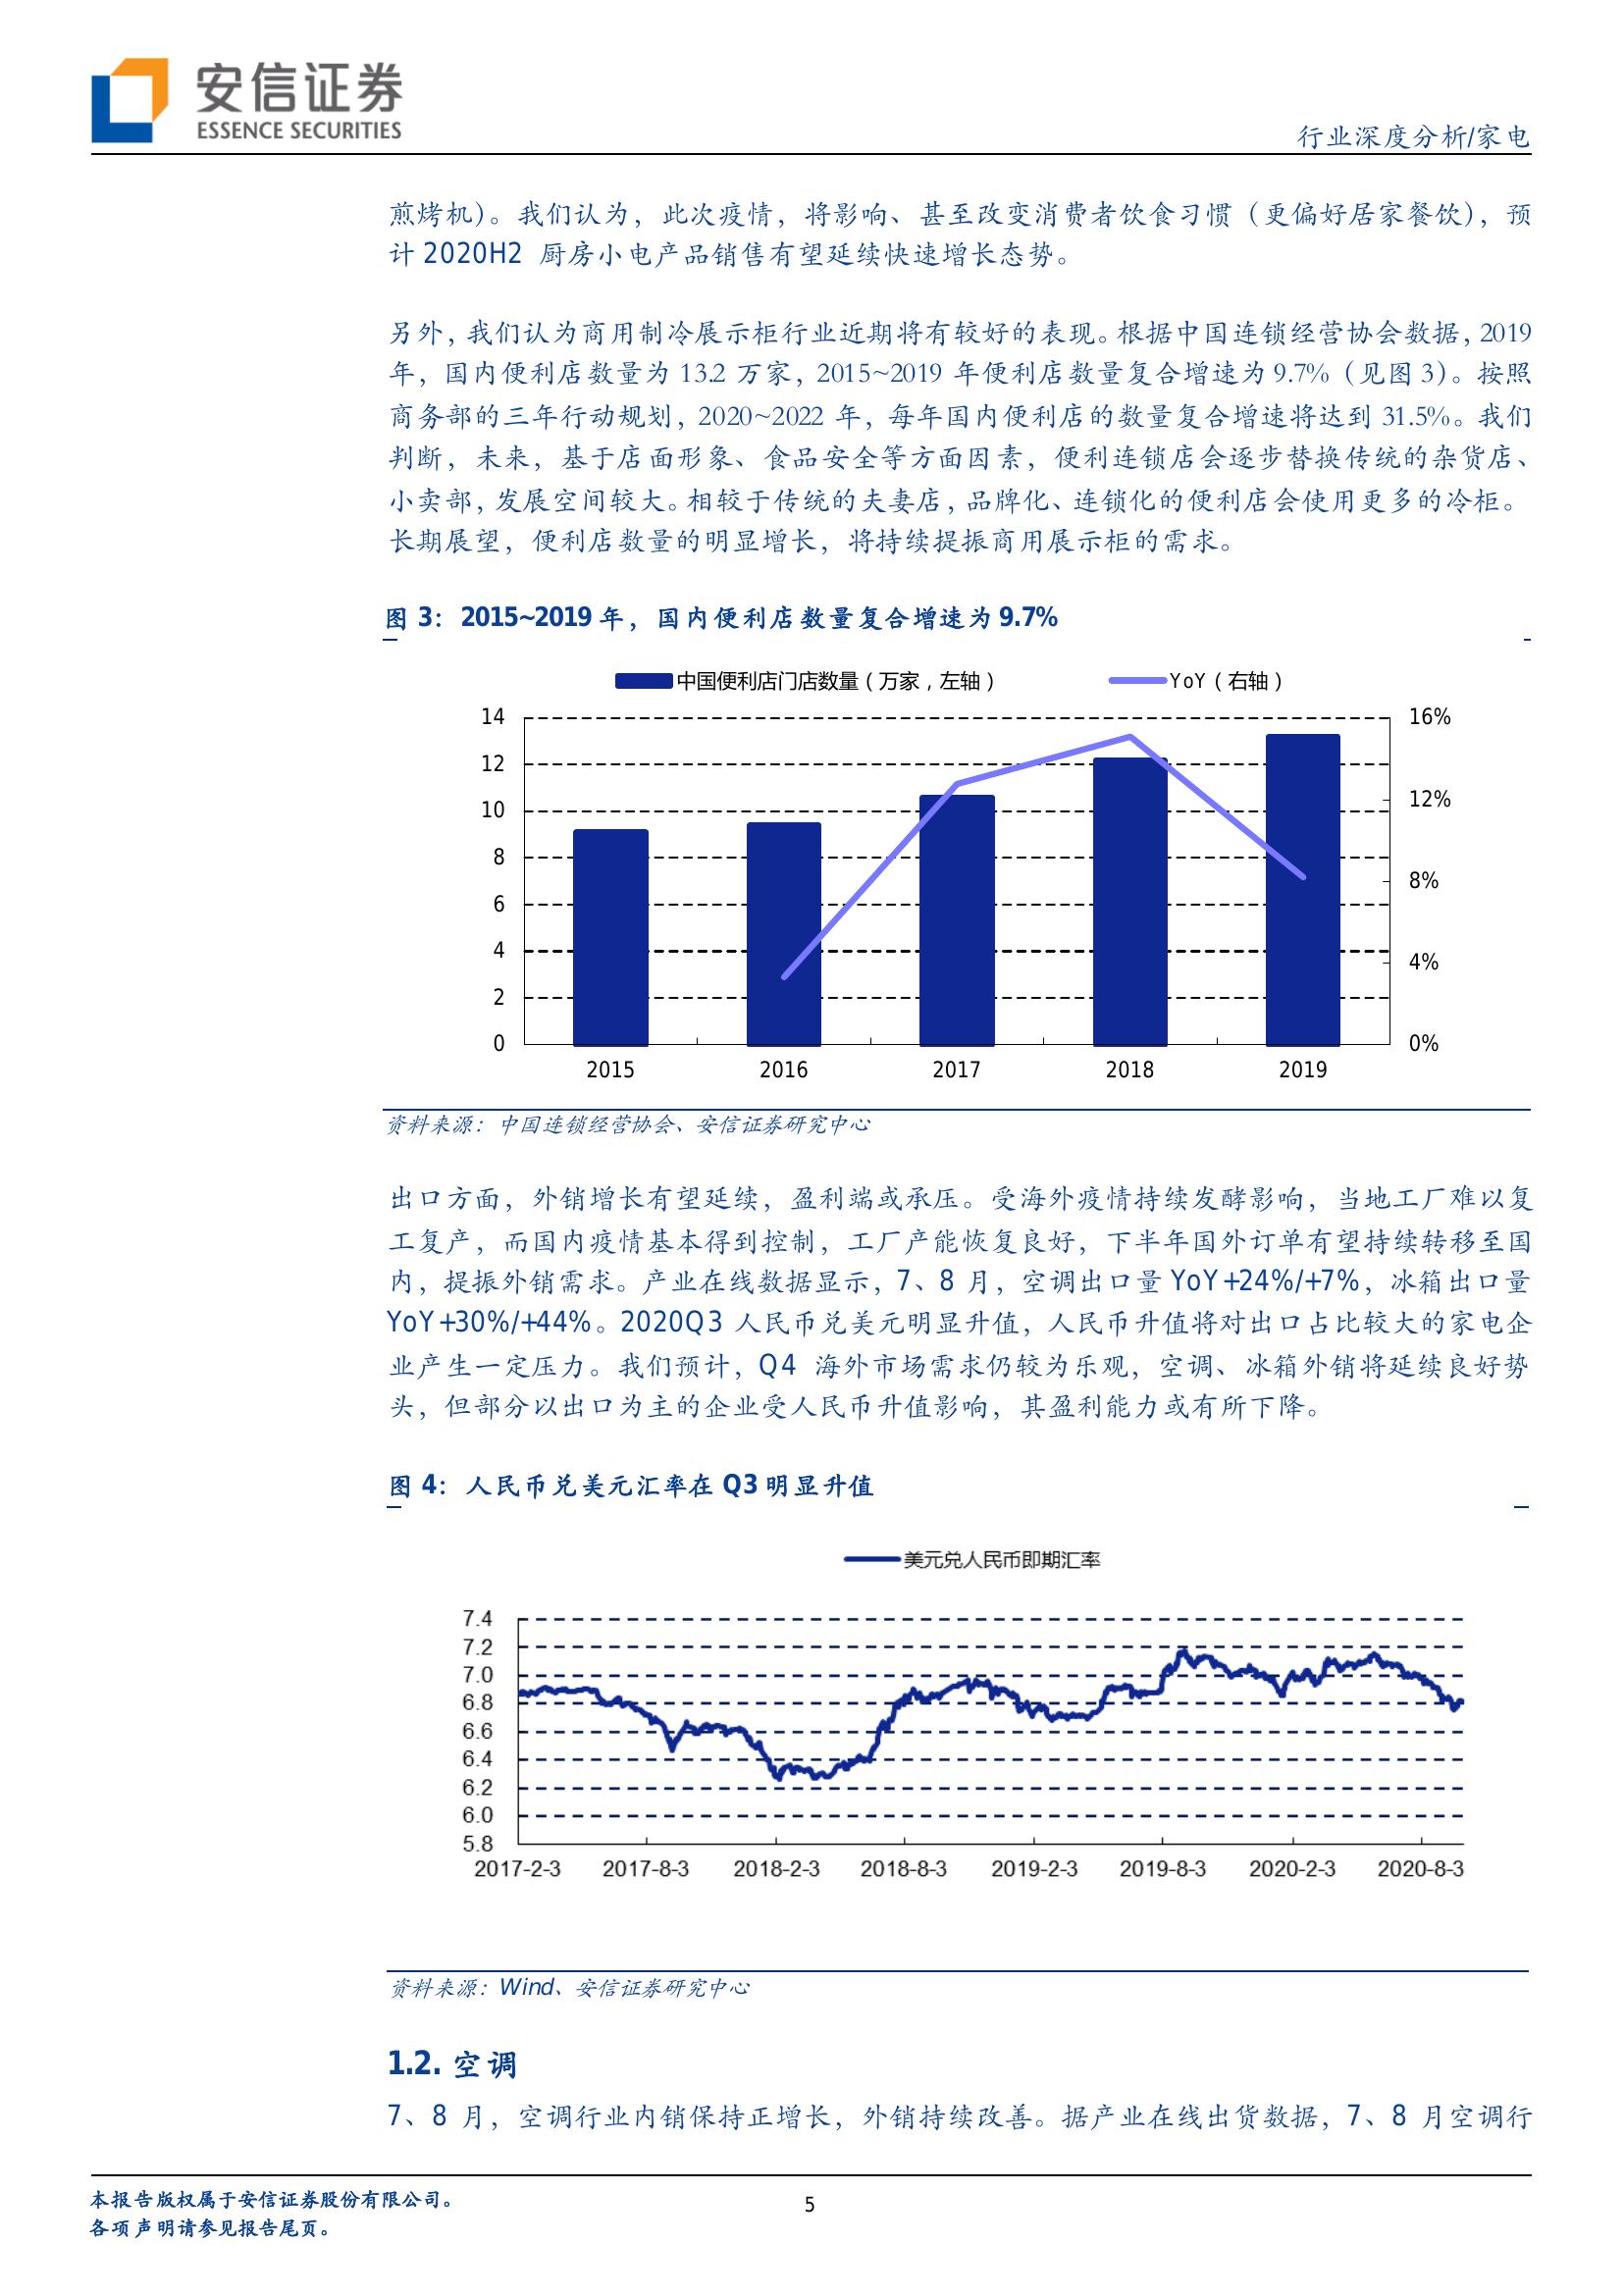 安信证券
ESSENCE SECURITIES
行业深度分析/家电
煎烤机）。我们认为，此次疫情，将影响、甚至改变消费者饮食习惯（更偏好居家餐饮），预
计 2020H2 厨房小电产品销售有望延续快速增长态势。
另外，我们认为商用制冷展示柜行业近期将有较好的表现。根据中国连锁经营协会数据，2019
年，国内便利店数量为 13.2 万家，2015~2019 年便利店数量复合增速为 9.7%（见图 3）。按照
商务部的三年行动规划，2020~2022 年，每年国内便利店的数量复合增速将达到 31.5%。我们
判断，未来，基于店面形象、食品安全等方面因素，便利连锁店会逐步替换传统的杂货店、
小卖部，发展空间较大。相较于传统的夫妻店，品牌化、连锁化的便利店会使用更多的冷柜。
长期展望，便利店数量的明显增长，将持续提振商用展示柜的需求。
图 3：2015~2019 年，国内便利店数量复合增速为 9.7%
中国便利店门店数量（万家，左轴） YoY（右轴）
14 16%
12
12%
10
8
8%
6
4
4%
2
0 0%
2015 2016 2017 2018 2019
资料来源：中国连锁经营协会、安信证券研究中心
出口方面，外销增长有望延续，盈利端或承压。受海外疫情持续发酵影响，当地工厂难以复
工复产，而国内疫情基本得到控制，工厂产能恢复良好，下半年国外订单有望持续转移至国
内，提振外销需求。产业在线数据显示，7、8 月，空调出口量 YoY+24%/+7%，冰箱出口量
YoY+30%/+44%。2020Q3 人民币兑美元明显升值，人民币升值将对出口占比较大的家电企
业产生一定压力。我们预计，Q4 海外市场需求仍较为乐观，空调、冰箱外销将延续良好势
头，但部分以出口为主的企业受人民币升值影响，其盈利能力或有所下降。
图 4：人民币兑美元汇率在 Q3 明显升值
美元兑人民币即期汇率
7.4
7.2
7.0
6.8
6.6
6.4
6.2
6.0
5.8
2017-2-3 2017-8-3 2018-2-3 2018-8-3 2019-2-3 2019-8-3 2020-2-3 2020-8-3
资料来源：Wind、安信证券研究中心
1.2. 空调
7、8 月，空调行业内销保持正增长，外销持续改善。据产业在线出货数据，7、8 月空调行
本报告版权属于安信证券股份有限公司。
5
各项声明请参见报告尾页。